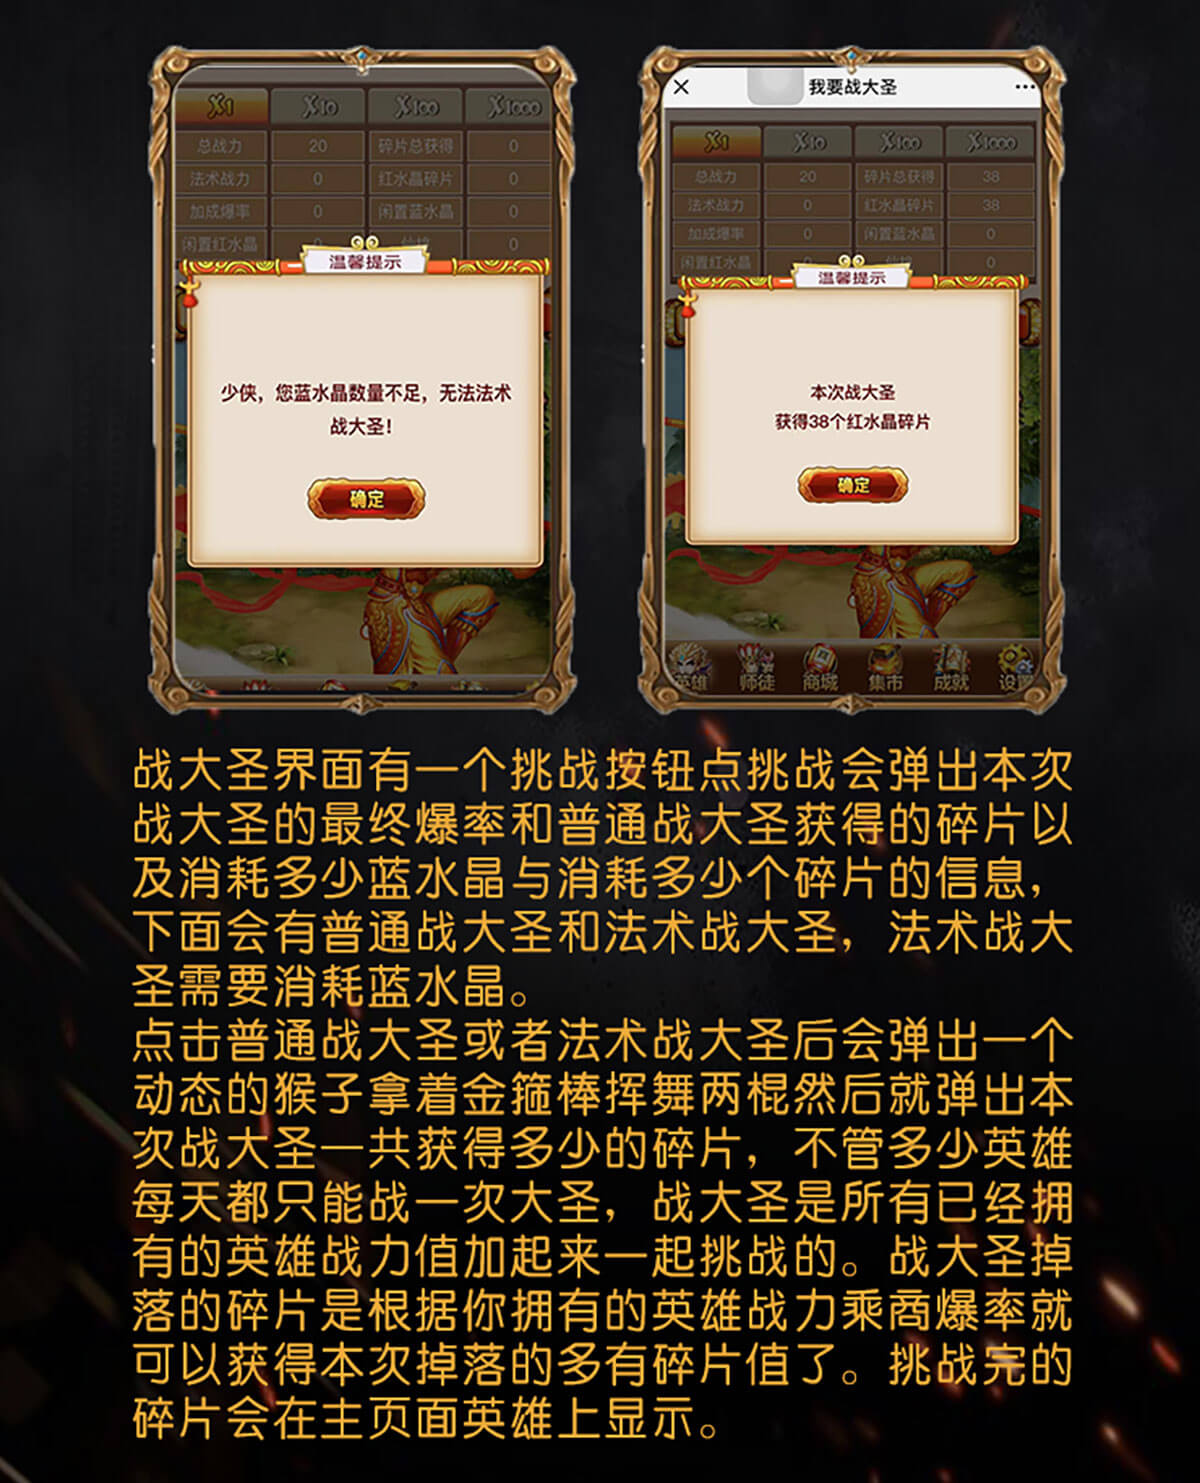 X1 X10 X100 X1000
总战力 20 碎片总获得 0
法术战力 0 红水晶碎片 0
加成爆率 0 闲置蓝水晶 0
闲置红水晶 0 仙桃 0
温馨提示
少侠，您蓝水晶数量不足，无法法术
战大圣！
确定
我要战大圣
X1 X10 X100 X1000
总战力 20 碎片总获得 38
法术战力 0 红水晶碎片 38
加成爆率 0 闲置蓝水晶 0
闲置红水晶 0 仙桃 0
温馨提示
本次战大圣
获得38个红水晶碎片
确定
英雄 师徒 商城 集市 成就 设置
战大圣界面有一个挑战按钮点挑战会弹出本次
战大圣的最终爆率和普通战大圣获得的碎片以
及消耗多少蓝水晶与消耗多少个碎片的信息，
下面会有普通战大圣和法术战大圣，法术战大
圣需要消耗蓝水晶。
点击普通战大圣或者法术战大圣后会弹出一个
动态的猴子拿着金箍棒挥舞两棍然后就弹出本
次战大圣一共获得多少的碎片，不管多少英雄
每天都只能战一次大圣，战大圣是所有已经拥
有的英雄战力值加起来一起挑战的。战大圣掉
落的碎片是根据你拥有的英雄战力乘商爆率就
可以获得本次掉落的多有碎片值了。挑战完的
碎片会在主页面英雄上显示。